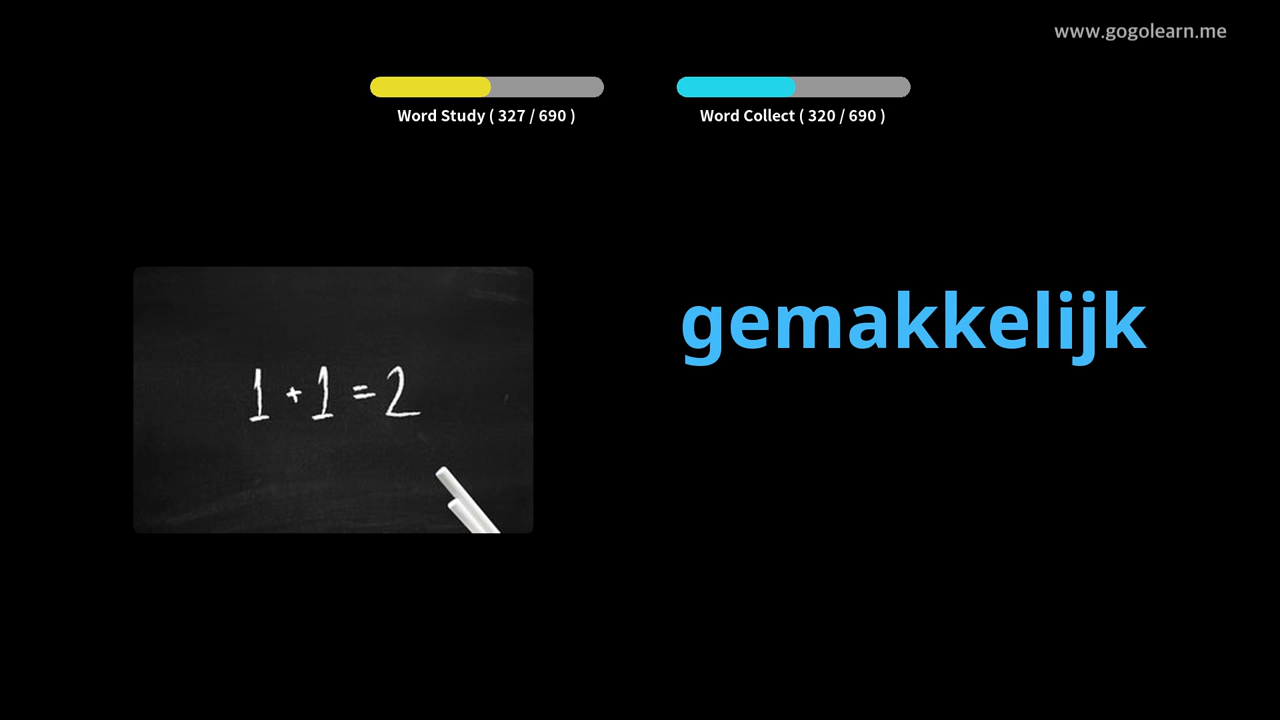 www.gogolearn.me
Word Study ( 327 / 690 )
Word Collect ( 320 / 690 )
gemakkelijk
1 + 1 = 2